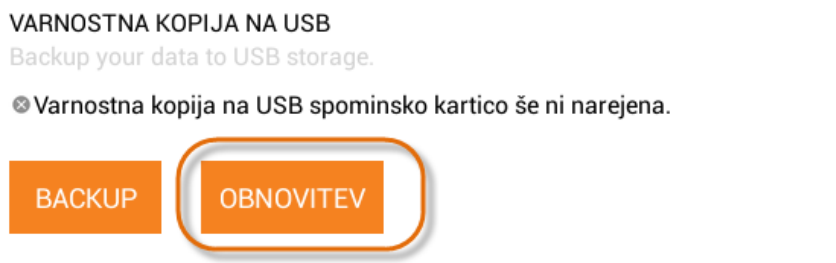 VARNOSTNA KOPIJA NA USB
Backup your data to USB storage.
Varnostna kopija na USB spominsko kartico še ni narejena.
BACKUP OBNOVITEV